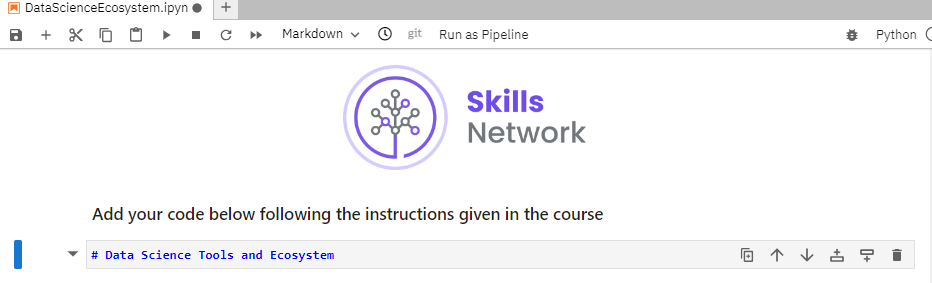 DataScienceEcosystem.ipyn
Markdown git Run as Pipeline Python
Skills
Network
Add your code below following the instructions given in the course
# Data Science Tools and Ecosystem